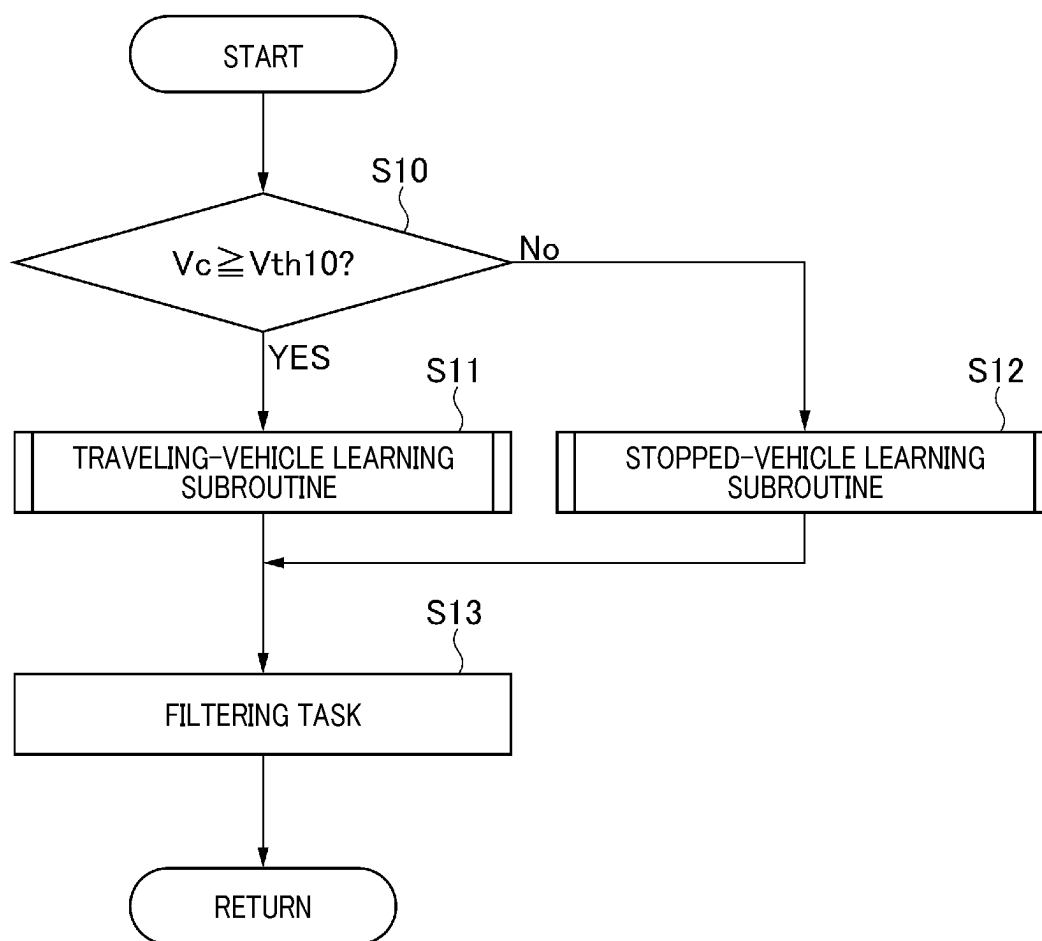 START
S10
Vc≧Vth10?
No
YES
S11
S12
TRAVELING-VEHICLE LEARNING
SUBROUTINE
STOPPED-VEHICLE LEARNING
SUBROUTINE
S13
FILTERING TASK
RETURN